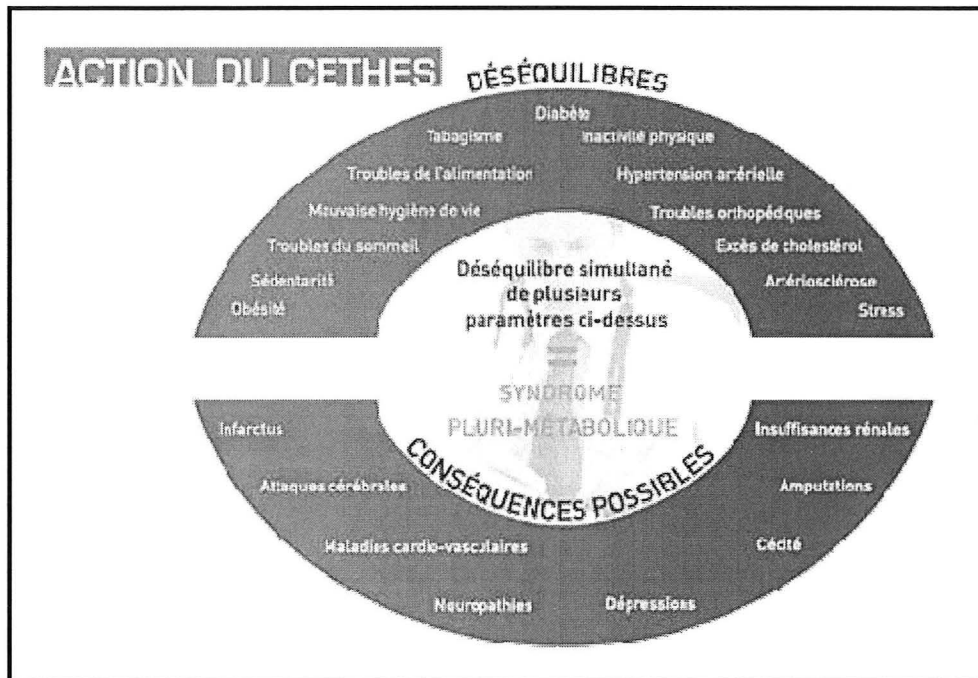 ACTION DU CETHES
DÉSÉQUILIBRES
Diabète
Tabagisme
Inactivité physique
Troubles de l'alimentation
Hypertension artérielle
Mauvaise hygiène de vie
Troubles orthopédiques
Troubles du sommeil
Excès de cholestérol
Sédentarité
Artériosclérose
Obésité
Stress
Déséquilibre simultané
de plusieurs
paramètres ci-dessus
=
SYNDROME
PLURI-MÉTABOLIQUE
CONSÉQUENCES POSSIBLES
Infarctus
Insuffisances rénales
Attaques cérébrales
Amputations
Maladies cardio-vasculaires
Cécité
Neuropathies
Dépressions